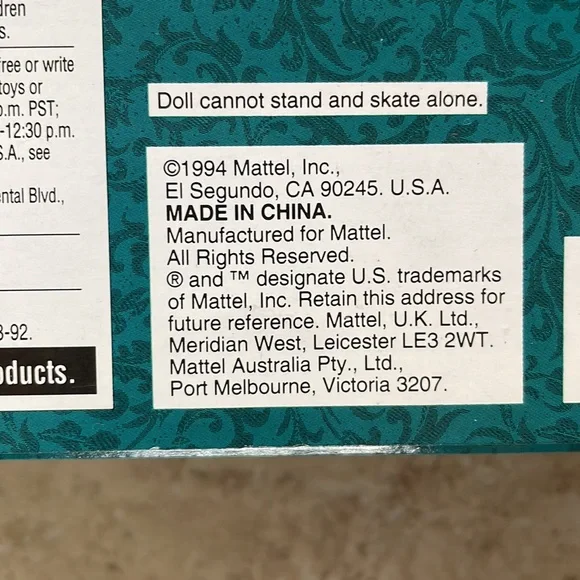 dren
s.
free or write
toys or
p.m. PST;
-12:30 p.m.
S.A., see
ental Blvd.,
3-92.
oducts.
Doll cannot stand and skate alone.
©1994 Mattel, Inc.,
El Segundo, CA 90245. U.S.A.
MADE IN CHINA.
Manufactured for Mattel.
All Rights Reserved.
® and ™ designate U.S. trademarks
of Mattel, Inc. Retain this address for
future reference. Mattel, U.K. Ltd.,
Meridian West, Leicester LE3 2WT.
Mattel Australia Pty., Ltd.,
Port Melbourne, Victoria 3207.